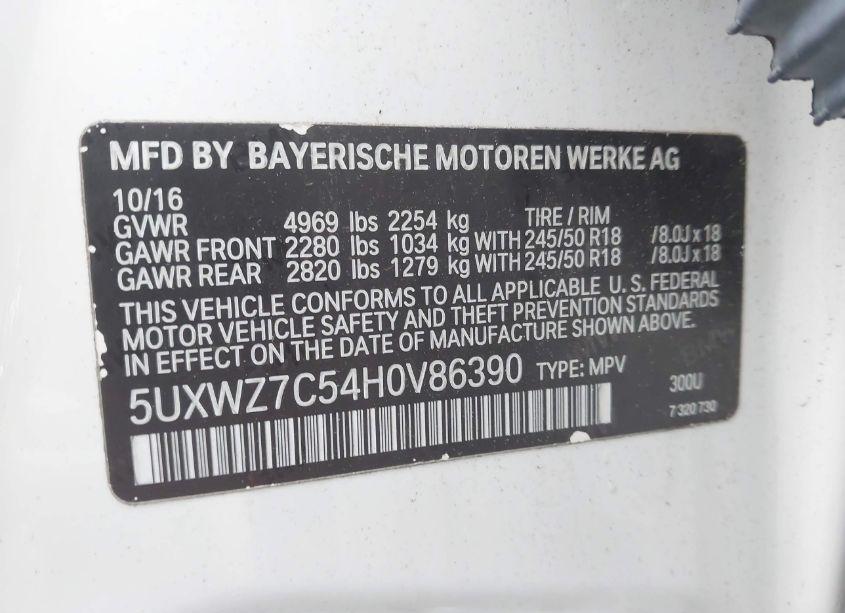 MFD BY BAYERISCHE MOTOREN WERKE AG
10/16
GVWR 4969 lbs 2254 kg TIRE / RIM
GAWR FRONT 2280 lbs 1034 kg WITH 245/50 R18 /8.0J x 18
GAWR REAR 2820 lbs 1279 kg WITH 245/50 R18 /8.0J x 18
THIS VEHICLE CONFORMS TO ALL APPLICABLE U. S. FEDERAL
MOTOR VEHICLE SAFETY AND THEFT PREVENTION STANDARDS
IN EFFECT ON THE DATE OF MANUFACTURE SHOWN ABOVE.
5UXWZ7C54H0V86390 TYPE: MPV 300U
7 320 730